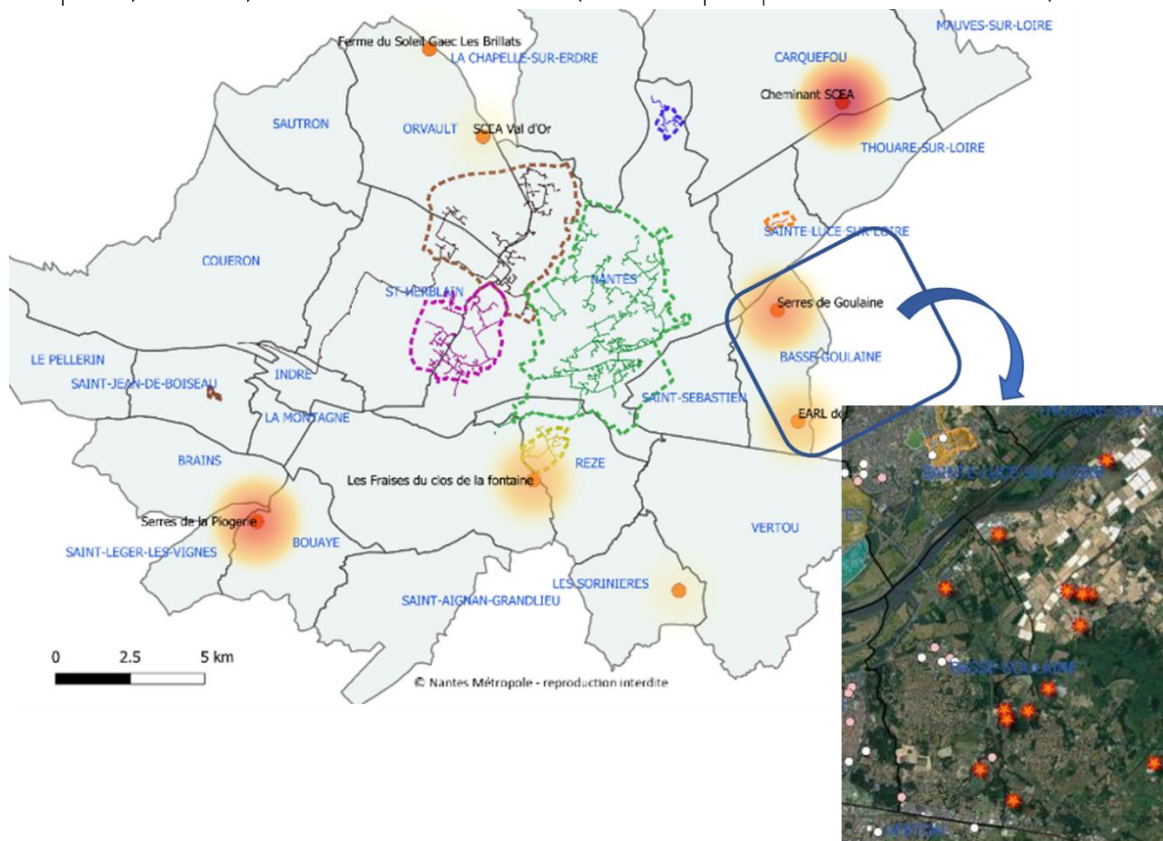 MAUVES-SUR-LOIRE
Ferme du Soleil Gaec Les Brillats
LA CHAPELLE-SUR-ERDRE
CARQUEFOU
Cheminant SCEA
SAUTRON
ORVAULT
SCEA Val d'Or
THOUARE-SUR-LOIRE
SAINTE-LUCE-SUR-LOIRE
COUERON
NANTES
ST-HERBLAIN
Serres de Goulaine
LE PELLERIN
SAINT-JEAN-DE-BOISEAU
INDRE
BASSE-GOULAINE
SAINT-SEBASTIEN
LA MONTAGNE
EARL de
BRAINS
REZE
Les Fraises du clos de la fontaine
Serres de la Piogerie
BOUAYE
SAINT-LEGER-LES-VIGNES
VERTOU
LES SORINIERES
SAINT-AIGNAN-GRANDLIEU
0 2.5 5 km
© Nantes Métropole - reproduction interdite
SAINTE-LUCE-SUR-LOIRE
BASSE-GOULAINE